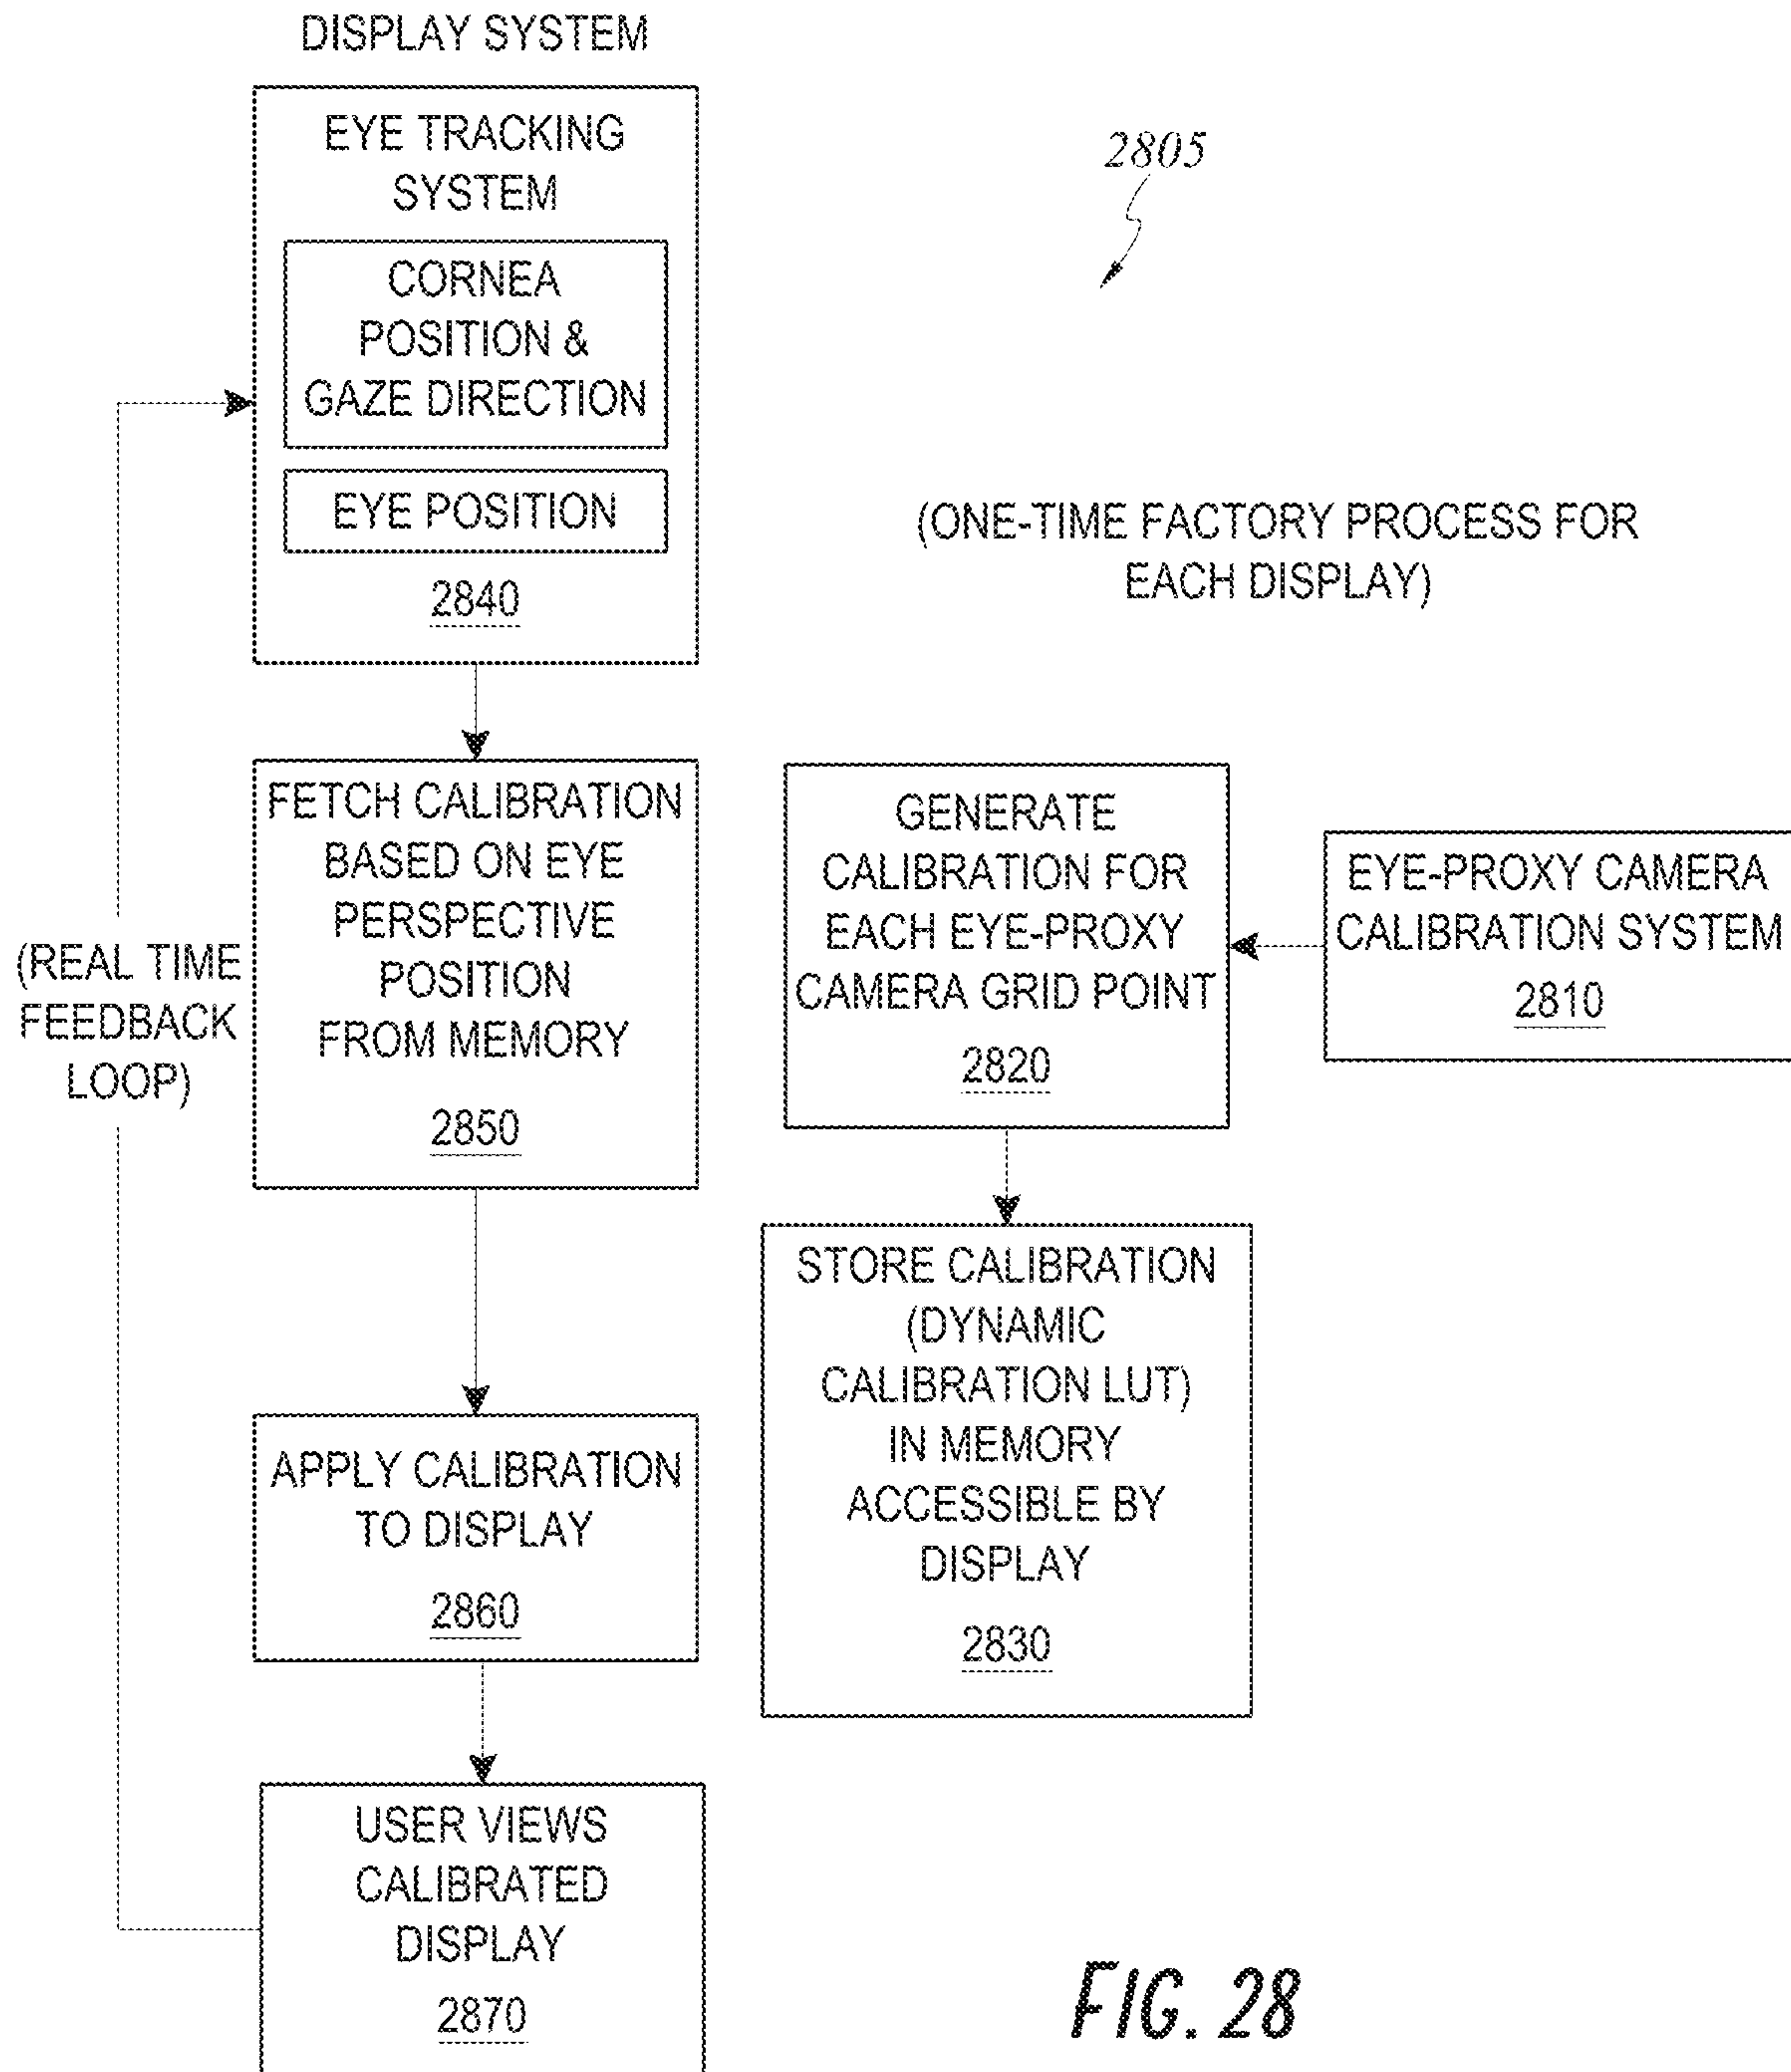 DISPLAY SYSTEM
EYE TRACKING
SYSTEM
CORNEA
POSITION &
GAZE DIRECTION
EYE POSITION
2840
2805
(ONE-TIME FACTORY PROCESS FOR
EACH DISPLAY)
(REAL TIME
FEEDBACK
LOOP)
FETCH CALIBRATION
BASED ON EYE
PERSPECTIVE
POSITION
FROM MEMORY
2850
GENERATE
CALIBRATION FOR
EACH EYE-PROXY
CAMERA GRID POINT
2820
EYE-PROXY CAMERA
CALIBRATION SYSTEM
2810
STORE CALIBRATION
(DYNAMIC
CALIBRATION LUT)
IN MEMORY
ACCESSIBLE BY
DISPLAY
2830
APPLY CALIBRATION
TO DISPLAY
2860
USER VIEWS
CALIBRATED
DISPLAY
2870
FIG. 28